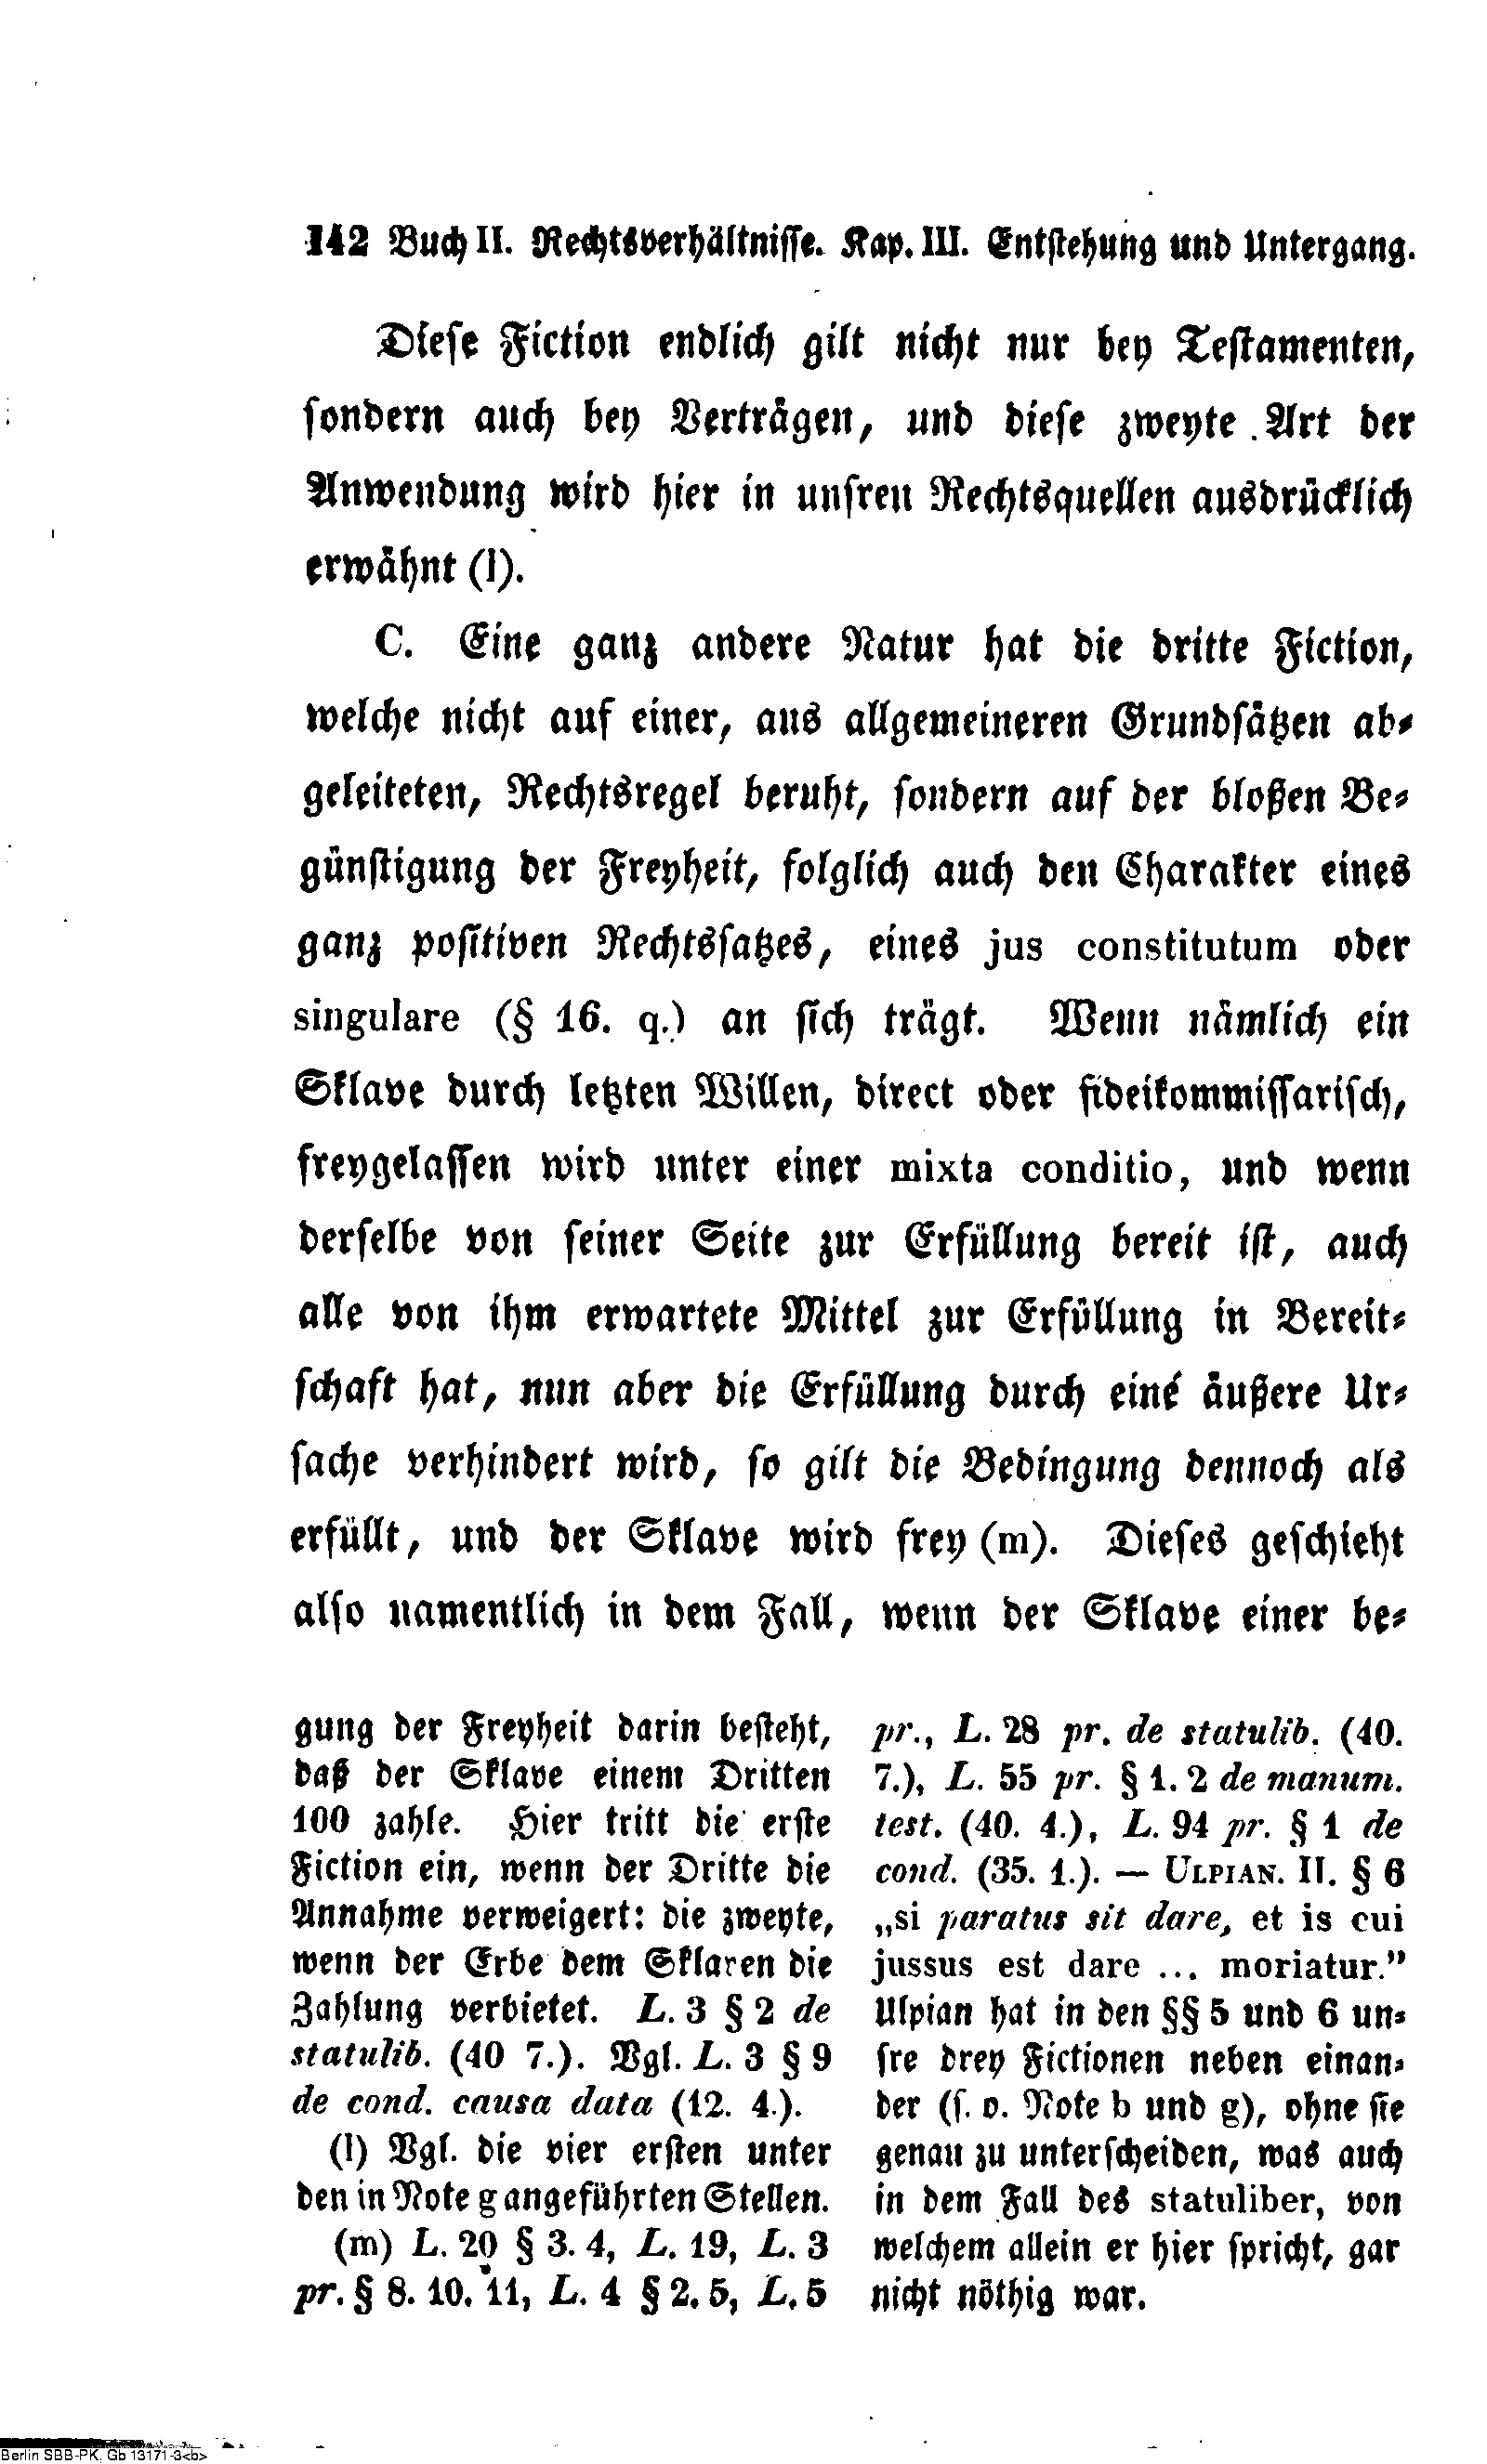 142 Buch II. Rechtsverhältnisse. Kap. III. Entstehung und Untergang.
Diese Fiction endlich gilt nicht nur bey Testamenten,
sondern auch bey Verträgen, und diese zweyte Art der
Anwendung wird hier in unsren Rechtsquellen ausdrücklich
erwähnt (l).
C. Eine ganz andere Natur hat die dritte Fiction,
welche nicht auf einer, aus allgemeineren Grundsätzen ab-
geleiteten, Rechtsregel beruht, sondern auf der bloßen Be-
günstigung der Freyheit, folglich auch den Charakter eines
ganz positiven Rechtssatzes, eines jus constitutum oder
singulare (§ 16. q.) an sich trägt. Wenn nämlich ein
Sklave durch letzten Willen, direct oder fideikommissarisch,
freygelassen wird unter einer mixta conditio, und wenn
derselbe von seiner Seite zur Erfüllung bereit ist, auch
alle von ihm erwartete Mittel zur Erfüllung in Bereit-
schaft hat, nun aber die Erfüllung durch eine äußere Ur-
sache verhindert wird, so gilt die Bedingung dennoch als
erfüllt, und der Sklave wird frey (m). Dieses geschieht
also namentlich in dem Fall, wenn der Sklave einer be-
gung der Freyheit darin besteht,
daß der Sklave einem Dritten
100 zahle. Hier tritt die erste
Fiction ein, wenn der Dritte die
Annahme verweigert: die zweyte,
wenn der Erbe dem Sklaren die
Zahlung verbietet. L. 3 § 2 de
statulib. (40 7.). Vgl. L. 3 § 9
de cond. causa data (12. 4.).
(l) Vgl. die vier ersten unter
den in Note g angeführten Stellen.
(m) L. 20 § 3. 4, L. 19, L. 3
pr. § 8. 10. 11, L. 4 § 2. 5, L. 5
pr., L. 28 pr. de statulib. (40.
7.), L. 55 pr. § 1. 2 de manum.
test. (40. 4.), L. 94 pr. § 1 de
cond. (35. 1.). — ULPIAN. II. § 6
„si paratus sit dare, et is cui
jussus est dare ... moriatur.”
Ulpian hat in den §§ 5 und 6 un-
sre drey Fictionen neben einan-
der (s. o. Note b und g), ohne sie
genau zu unterscheiden, was auch
in dem Fall des statuliber, von
welchem allein er hier spricht, gar
nicht nöthig war.
Berlin SBB-PK, Gb 13171-3<b>